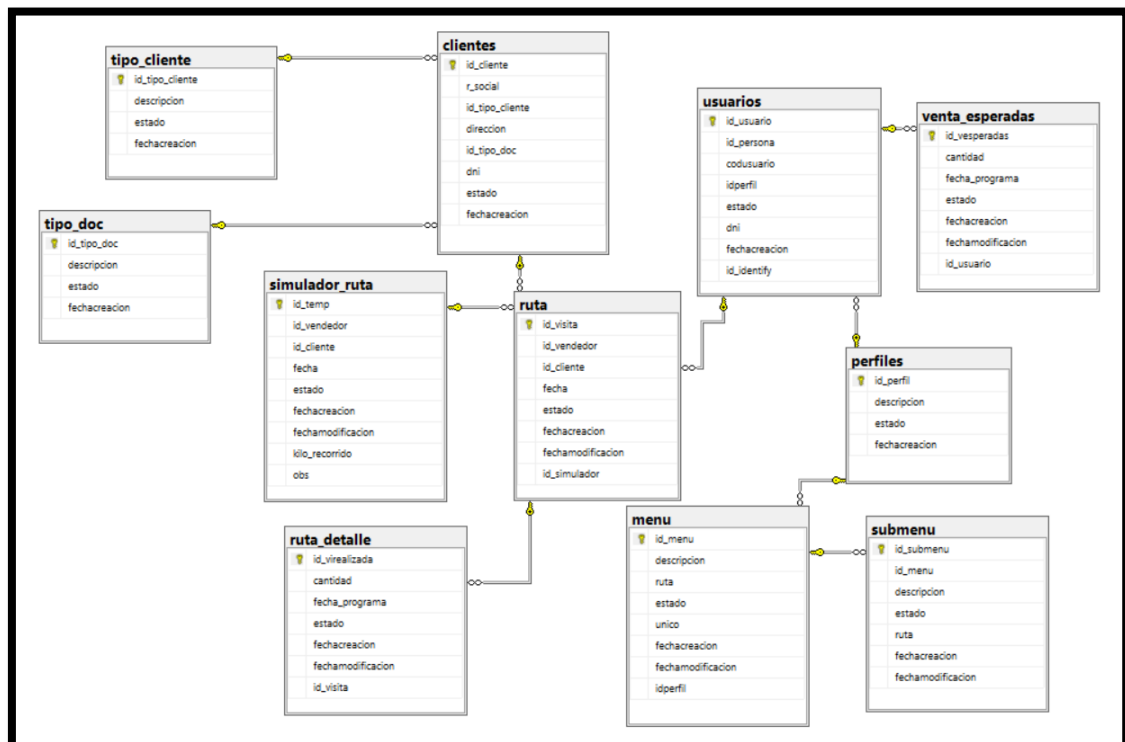 tipo_cliente
id_tipo_cliente
descripcion
estado
fechacreacion
clientes
id_cliente
r_social
id_tipo_cliente
direccion
id_tipo_doc
dni
estado
fechacreacion
usuarios
id_usuario
id_persona
codusuario
idperfil
estado
dni
fechacreacion
id_identify
venta_esperadas
id_vesperadas
cantidad
fecha_programa
estado
fechacreacion
fechamodificacion
id_usuario
tipo_doc
id_tipo_doc
descripcion
estado
fechacreacion
simulador_ruta
id_temp
id_vendedor
id_cliente
fecha
estado
fechacreacion
fechamodificacion
kilo_recorrido
obs
ruta
id_visita
id_vendedor
id_cliente
fecha
estado
fechacreacion
fechamodificacion
id_simulador
perfiles
id_perfil
descripcion
estado
fechacreacion
ruta_detalle
id_virealizada
cantidad
fecha_programa
estado
fechacreacion
fechamodificacion
id_visita
menu
id_menu
descripcion
ruta
estado
unico
fechacreacion
fechamodificacion
idperfil
submenu
id_submenu
id_menu
descripcion
estado
ruta
fechacreacion
fechamodificacion